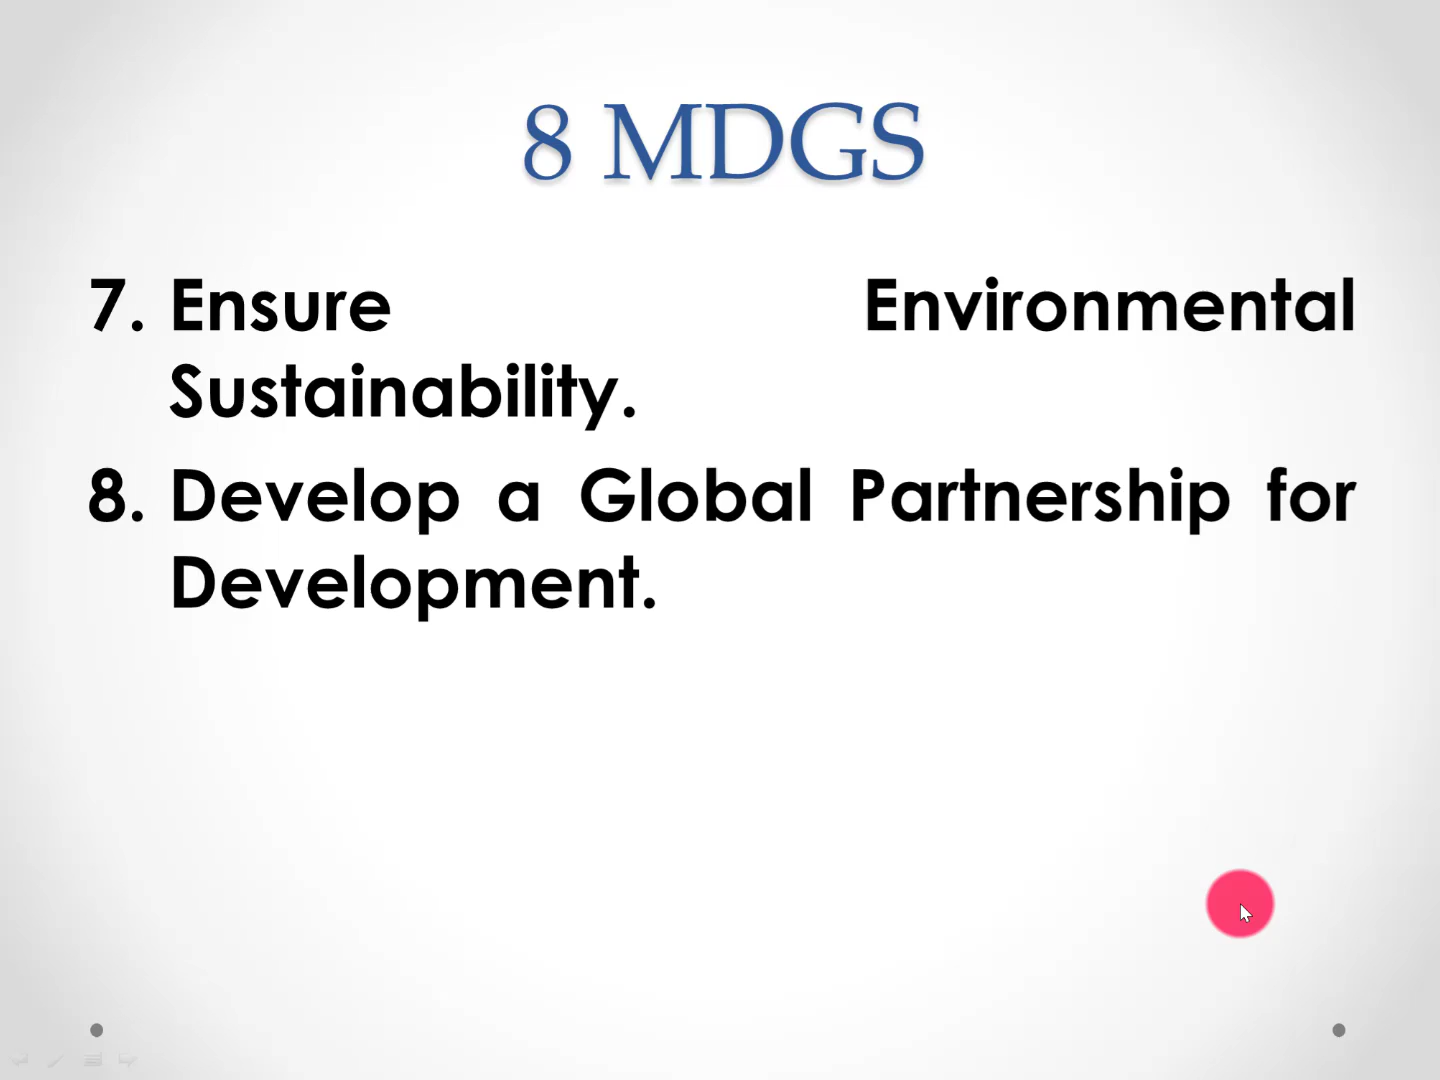 8 MDGS
7. Ensure Environmental
Sustainability.
8. Develop a Global Partnership for
Development.